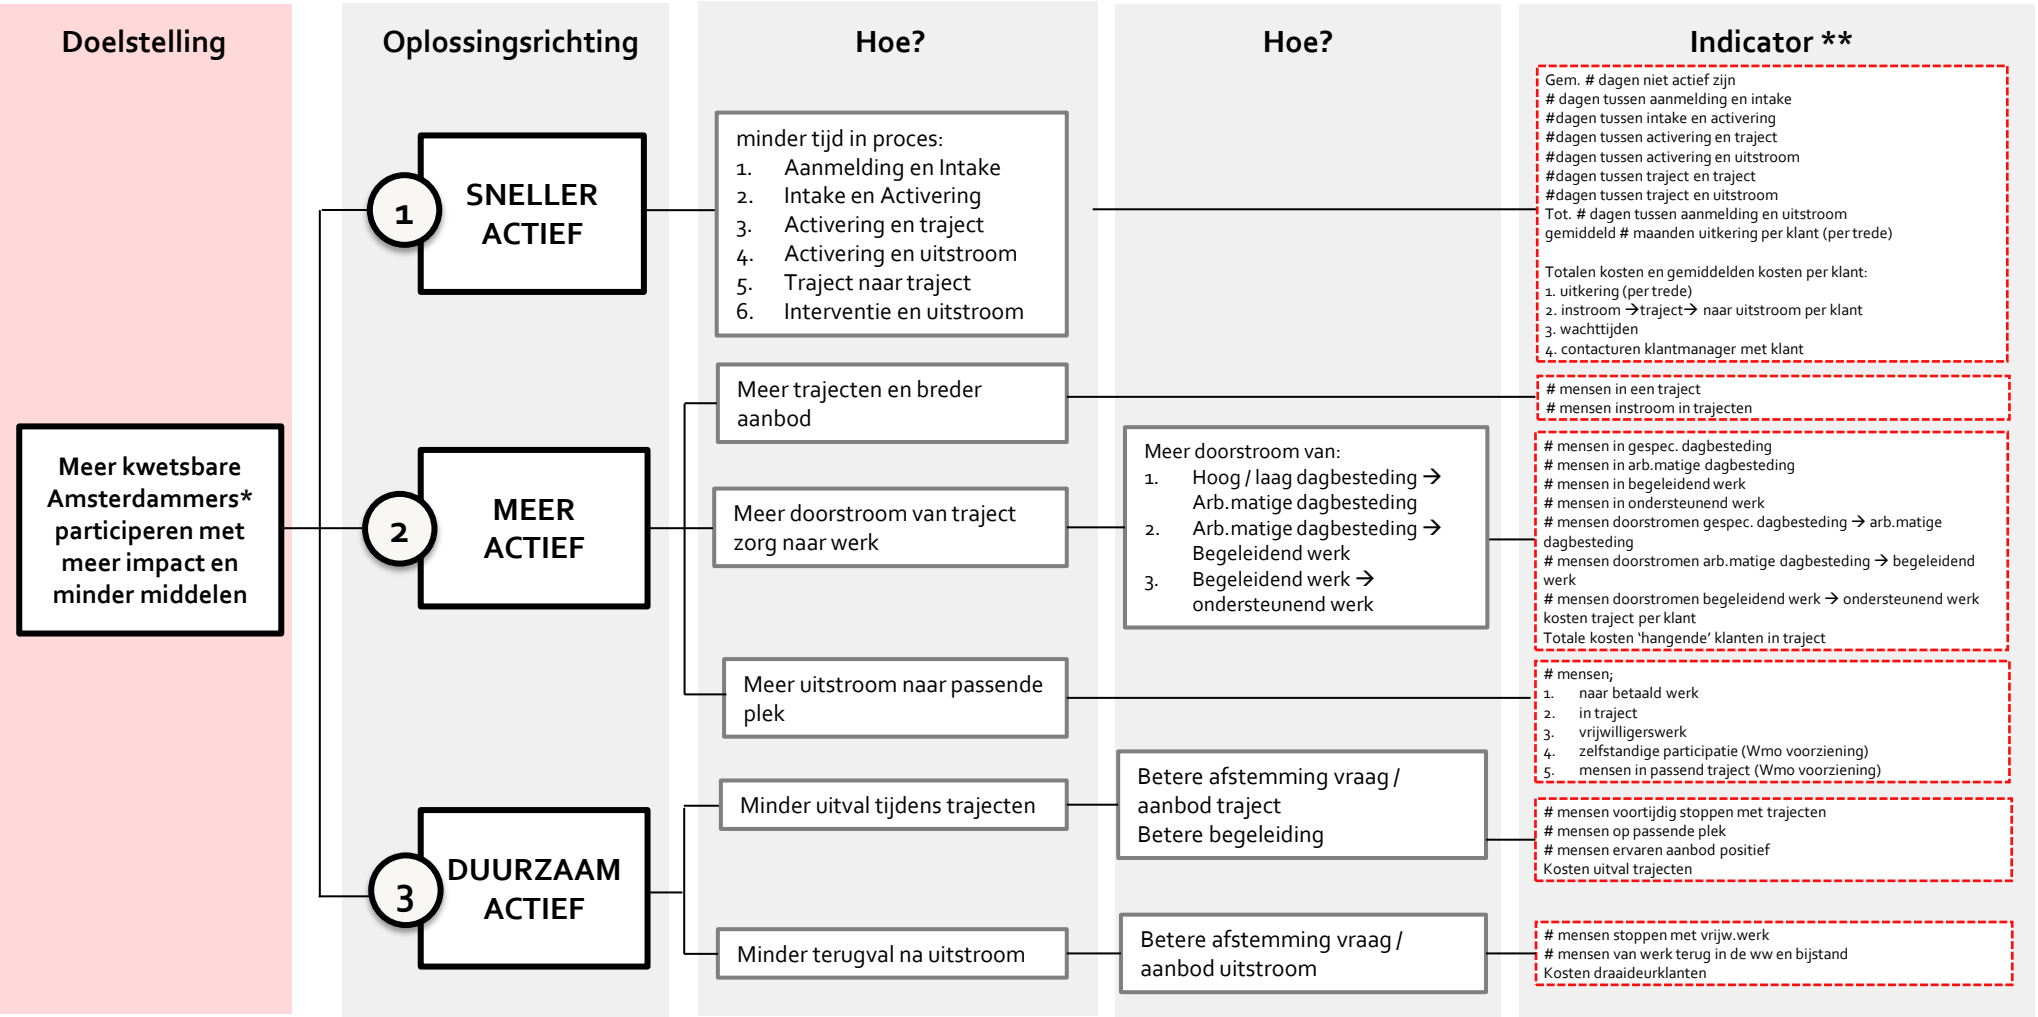 Doelstelling
Oplossingsrichting
Hoe?
Hoe?
Indicator **
Meer kwetsbare
Amsterdammers*
participeren met
meer impact en
minder middelen
1
SNELLER
ACTIEF
minder tijd in proces:
1. Aanmelding en Intake
2. Intake en Activering
3. Activering en traject
4. Activering en uitstroom
5. Traject naar traject
6. Interventie en uitstroom
Gem. # dagen niet actief zijn
# dagen tussen aanmelding en intake
#dagen tussen intake en activering
#dagen tussen activering en traject
#dagen tussen activering en uitstroom
#dagen tussen traject en traject
#dagen tussen traject en uitstroom
Tot. # dagen tussen aanmelding en uitstroom
gemiddeld # maanden uitkering per klant (per trede)
Totalen kosten en gemiddelden kosten per klant:
1. uitkering (per trede)
2. instroom →traject→ naar uitstroom per klant
3. wachttijden
4. contacturen klantmanager met klant
2
MEER
ACTIEF
Meer trajecten en breder
aanbod
# mensen in een traject
# mensen instroom in trajecten
Meer doorstroom van traject
zorg naar werk
Meer doorstroom van:
1. Hoog / laag dagbesteding →
Arb.matige dagbesteding
2. Arb.matige dagbesteding →
Begeleidend werk
3. Begeleidend werk →
ondersteunend werk
# mensen in gespec. dagbesteding
# mensen in arb.matige dagbesteding
# mensen in begeleidend werk
# mensen in ondersteunend werk
# mensen doorstromen gespec. dagbesteding → arb.matige
dagbesteding
# mensen doorstromen arb.matige dagbesteding → begeleidend
werk
# mensen doorstromen begeleidend werk → ondersteunend werk
kosten traject per klant
Totale kosten ‘hangende’ klanten in traject
Meer uitstroom naar passende
plek
# mensen;
1. naar betaald werk
2. in traject
3. vrijwilligerswerk
4. zelfstandige participatie (Wmo voorziening)
5. mensen in passend traject (Wmo voorziening)
3
DUURZAAM
ACTIEF
Minder uitval tijdens trajecten
Betere afstemming vraag /
aanbod traject
Betere begeleiding
# mensen voortijdig stoppen met trajecten
# mensen op passende plek
# mensen ervaren aanbod positief
Kosten uitval trajecten
Minder terugval na uitstroom
Betere afstemming vraag /
aanbod uitstroom
# mensen stoppen met vrijw.werk
# mensen van werk terug in de ww en bijstand
Kosten draaideurklanten